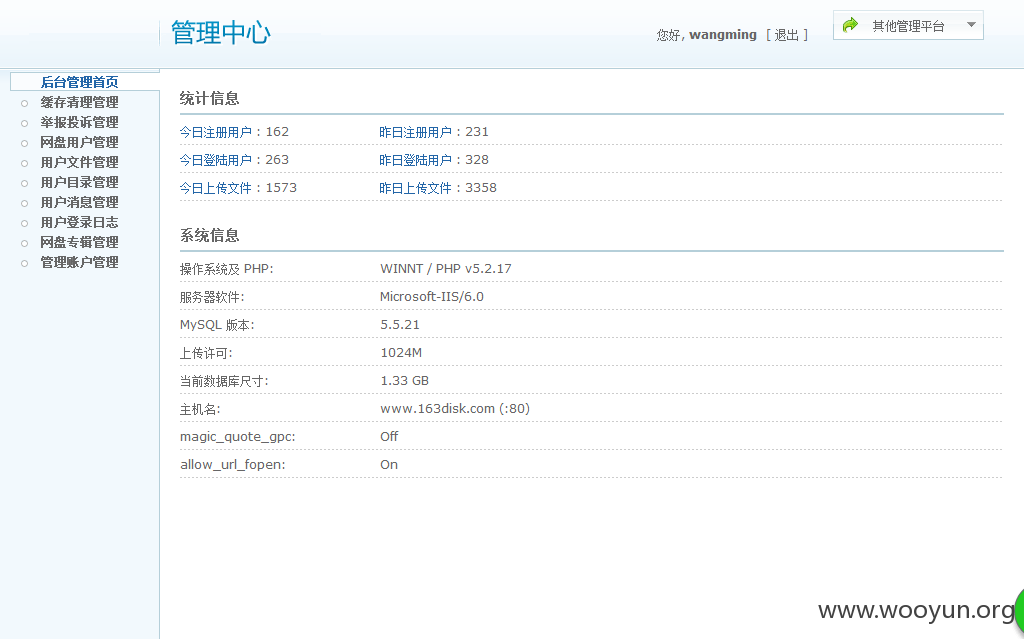 管理中心
您好, wangming [ 退出 ]
其他管理平台
后台管理首页
缓存清理管理
举报投诉管理
网盘用户管理
用户文件管理
用户目录管理
用户消息管理
用户登录日志
网盘专辑管理
管理账户管理
统计信息
今日注册用户：162 昨日注册用户：231
今日登陆用户：263 昨日登陆用户：328
今日上传文件：1573 昨日上传文件：3358
系统信息
操作系统及 PHP: WINNT / PHP v5.2.17
服务器软件: Microsoft-IIS/6.0
MySQL 版本: 5.5.21
上传许可: 1024M
当前数据库尺寸: 1.33 GB
主机名: www.163disk.com (:80)
magic_quote_gpc: Off
allow_url_fopen: On
www.wooyun.org